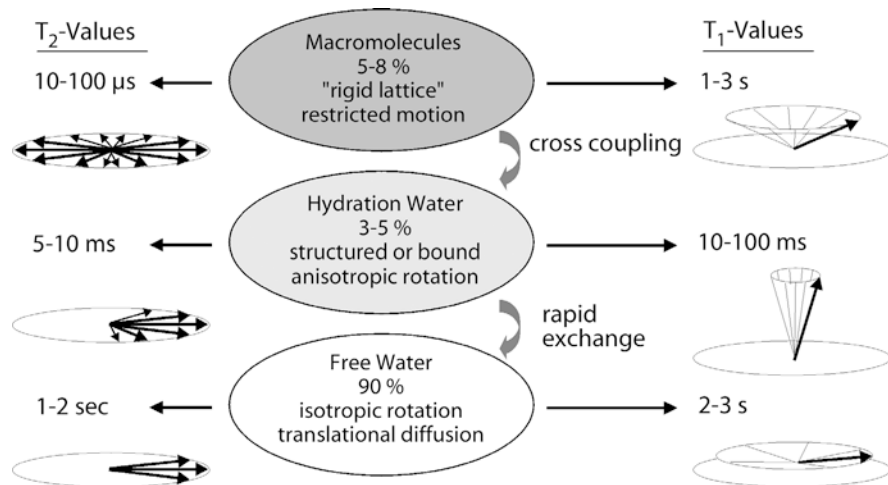 T2-Values
Macromolecules
T1-Values
5-8 %
10-100 µs
"rigid lattice"
1-3 s
restricted motion
cross coupling
Hydration Water
3-5 %
5-10 ms
structured or bound
10-100 ms
anisotropic rotation
rapid
exchange
Free Water
90 %
1-2 sec
isotropic rotation
2-3 s
translational diffusion